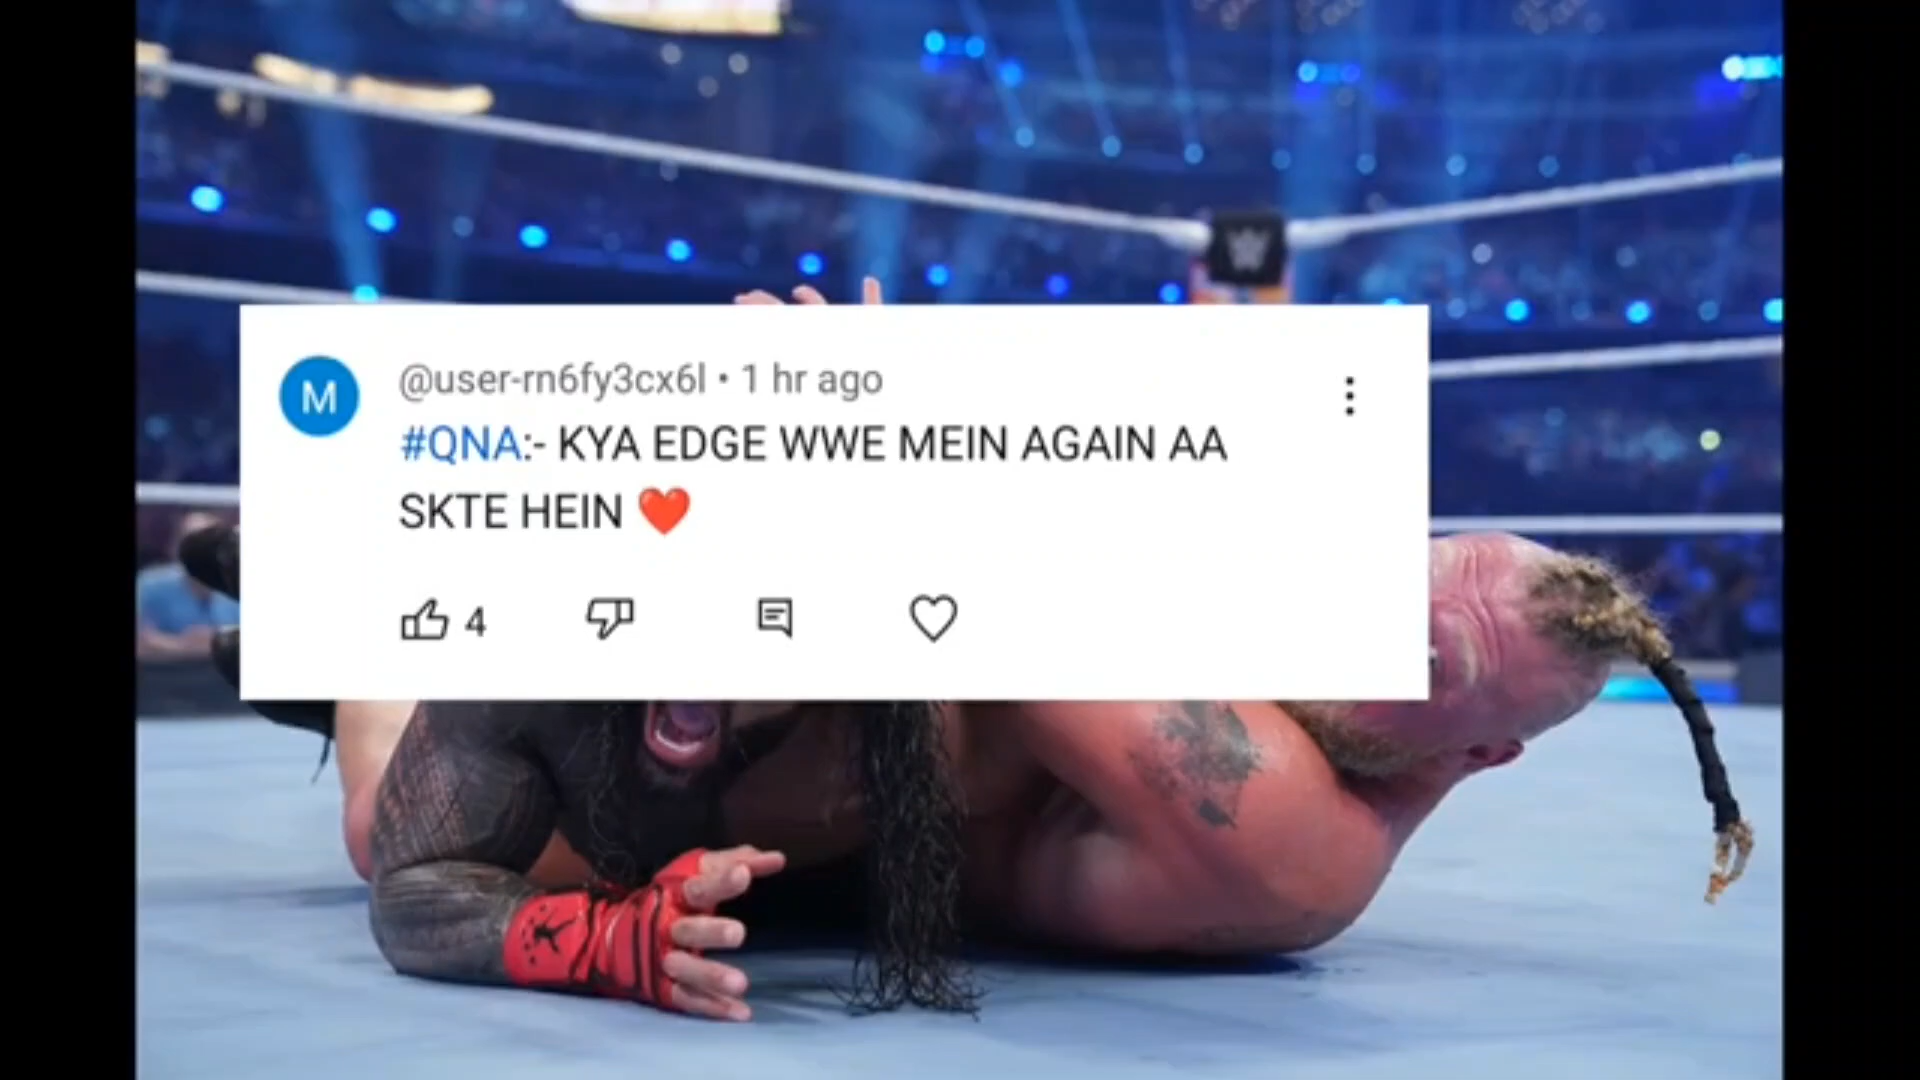 M
@user-rn6fy3cx6l • 1 hr ago
#QNA:- KYA EDGE WWE MEIN AGAIN AA
SKTE HEIN ❤️
4
W